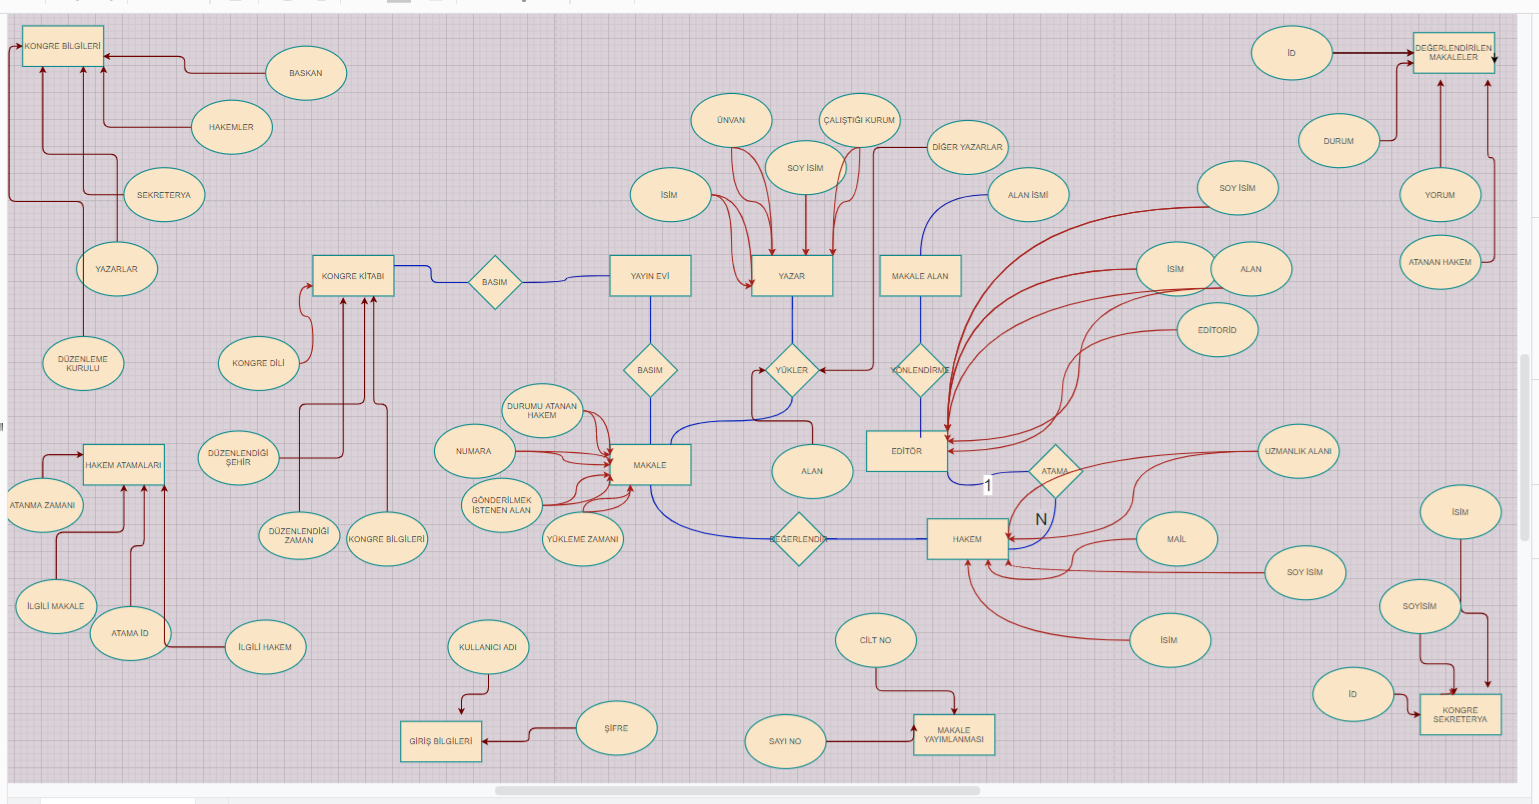 KONGRE BİLGİLERİ
BASKAN
HAKEMLER
SEKRETERYA
YAZARLAR
DÜZENLEME
KURULU
KONGRE KİTABI
BASIM
YAYIN EVİ
KONGRE DİLİ
DÜZENLENDİĞİ
ŞEHİR
DÜZENLENDİĞİ
ZAMAN
KONGRE BİLGİLERİ
ÜNVAN
ÇALIŞTIĞI KURUM
SOY İSİM
İSİM
DİĞER YAZARLAR
ALAN İSMİ
YAZAR
MAKALE ALAN
BASIM
YÜKLER
YÖNLENDİRME
DURUMU ATANAN
HAKEM
NUMARA
GÖNDERİLMEK
İSTENEN ALAN
YÜKLEME ZAMANI
MAKALE
ALAN
EDİTÖR
1
ATAMA
N
DEĞERLENDİR
HAKEM
İD
DEĞERLENDİRİLEN
MAKALELER
DURUM
YORUM
ATANAN HAKEM
SOY İSİM
İSİM
ALAN
EDİTORİD
UZMANLIK ALANI
MAİL
SOY İSİM
İSİM
HAKEM ATAMALARI
ATANMA ZAMANI
İLGİLİ MAKALE
ATAMA İD
İLGİLİ HAKEM
KULLANICI ADI
GİRİŞ BİLGİLERİ
ŞİFRE
CİLT NO
SAYI NO
MAKALE
YAYIMLANMASI
İSİM
SOYİSİM
İD
KONGRE
SEKRETERYA